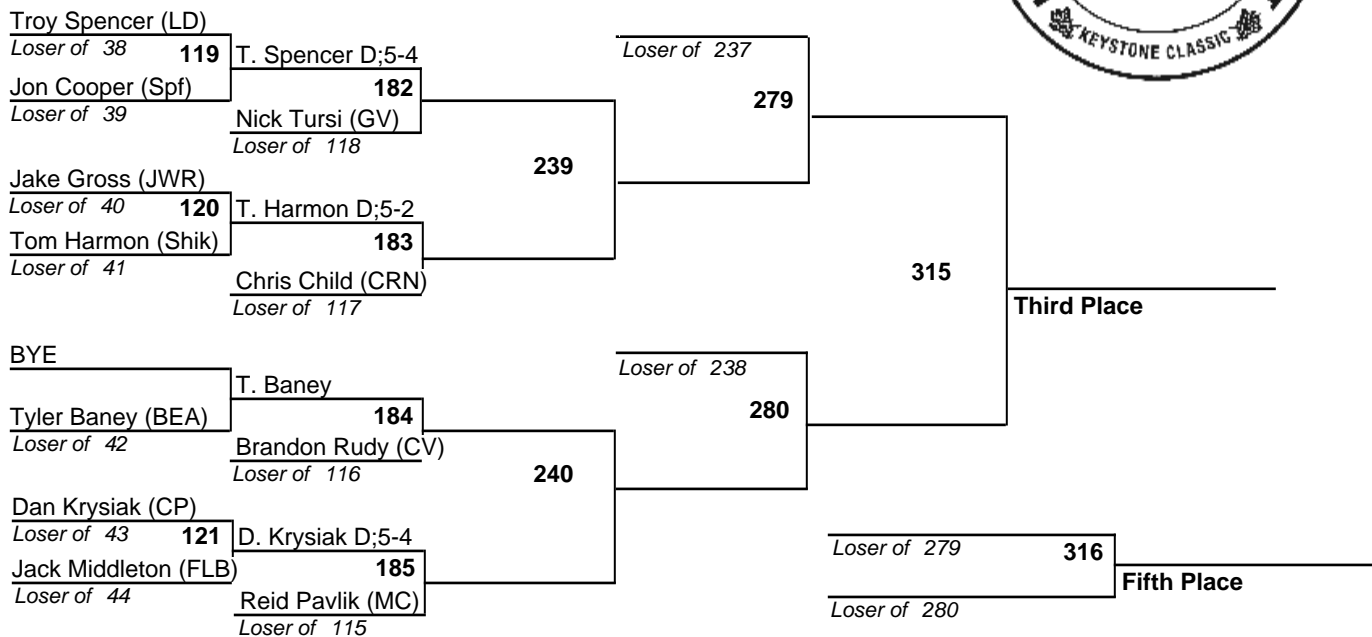 Troy Spencer (LD)
Loser of 38
119
Jon Cooper (Spf)
Loser of 39
T. Spencer D;5-4
182
Nick Tursi (GV)
Loser of 118
Jake Gross (JWR)
Loser of 40
120
Tom Harmon (Shik)
Loser of 41
T. Harmon D;5-2
183
Chris Child (CRN)
Loser of 117
239
Loser of 237
279
KEYSTONE CLASSIC
BYE
Tyler Baney (BEA)
Loser of 42
T. Baney
184
Brandon Rudy (CV)
Loser of 116
Dan Krysiak (CP)
Loser of 43
121
Jack Middleton (FLB)
Loser of 44
D. Krysiak D;5-4
185
Reid Pavlik (MC)
Loser of 115
240
Loser of 238
280
315
Third Place
Loser of 279
316
Loser of 280
Fifth Place